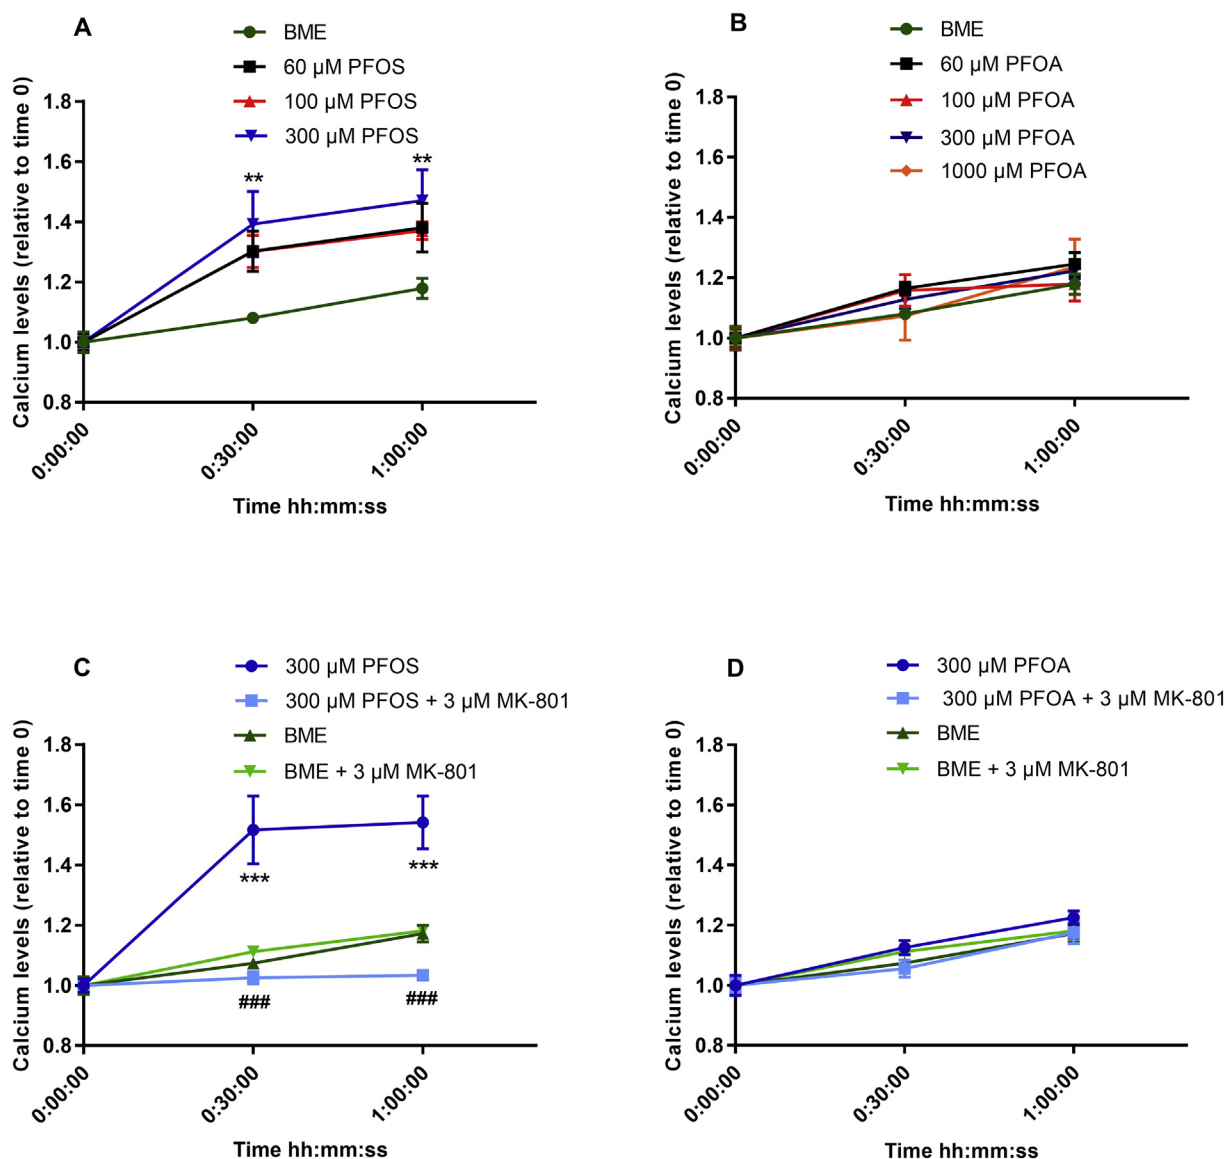 A
BME
60 µM PFOS
100 µM PFOS
300 µM PFOS
Calcium levels (relative to time 0)
1.8
1.6
1.4
1.2
1.0
0.8
**
**
0:00:00
0:30:00
1:00:00
Time hh:mm:ss
B
BME
60 µM PFOA
100 µM PFOA
300 µM PFOA
1000 µM PFOA
Calcium levels (relative to time 0)
1.8
1.6
1.4
1.2
1.0
0.8
0:00:00
0:30:00
1:00:00
Time hh:mm:ss
C
300 µM PFOS
300 µM PFOS + 3 µM MK-801
BME
BME + 3 µM MK-801
Calcium levels (relative to time 0)
1.8
1.6
1.4
1.2
1.0
0.8
***
***
###
###
0:00:00
0:30:00
1:00:00
Time hh:mm:ss
D
300 µM PFOA
300 µM PFOA + 3 µM MK-801
BME
BME + 3 µM MK-801
Calcium levels (relative to time 0)
1.8
1.6
1.4
1.2
1.0
0.8
0:00:00
0:30:00
1:00:00
Time hh:mm:ss